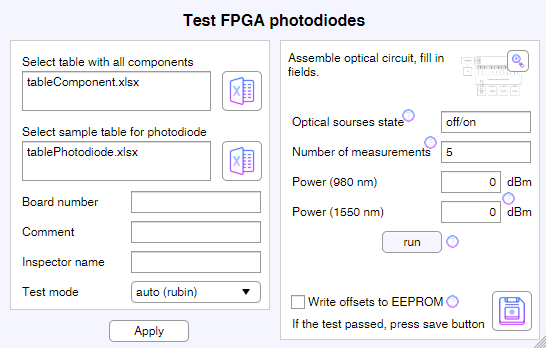 Test FPGA photodiodes
Select table with all components
tableComponent.xlsx
Select sample table for photodiode
tablePhotodiode.xlsx
Board number
Comment
Inspector name
Test mode
auto (rubin)
Apply
Assemble optical circuit, fill in
fields.
Optical sourses state
off/on
Number of measurements
5
Power (980 nm)
0
dBm
Power (1550 nm)
0
dBm
run
Write offsets to EEPROM
If the test passed, press save button